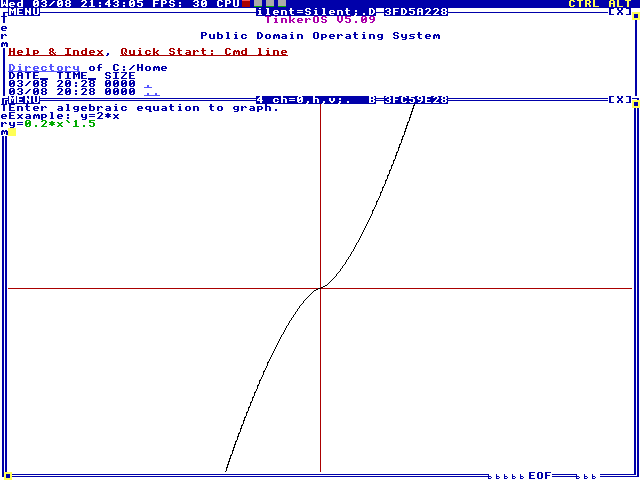 Wed 03/08 21:43:05 FPS: 30 CPU CTRL ALT
MENU ilent=Silent;.D 3FD5A228 [X]
TinkerOS V5.09
Public Domain Operating System
Help & Index, Quick Start: Cmd line
Directory of C:/Home
DATE_ TIME_ SIZE
03/08 20:28 0000 .
03/08 20:28 0000 ..
MENU 4 ch=0,h,v;. B 3FC59E28 [X]
Enter algebraic equation to graph.
Example: y=2*x
y=0.2*x`1.5
EOF
Term
Term